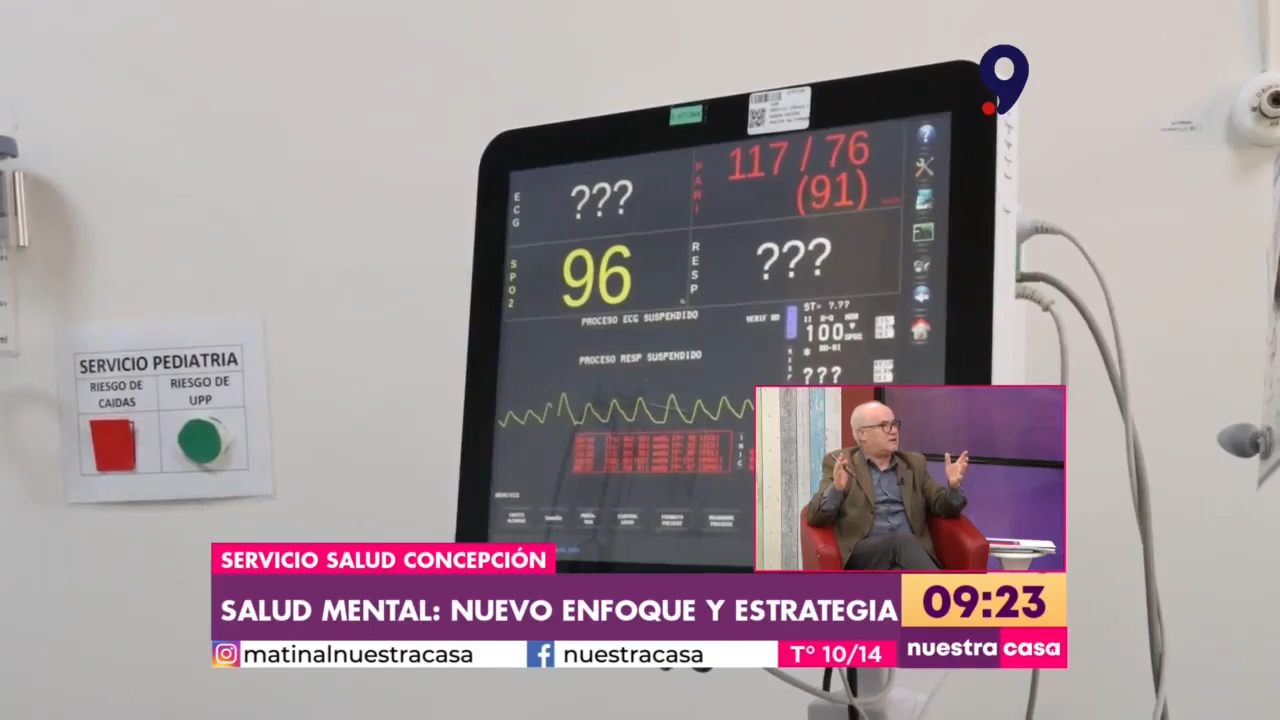 117 / 76
(91)
ECG
???
PANI
SPO2
96
RESP
???
PROCESO ECG SUSPENDIDO
ST= ?.??
100
PROCESO RESP SUSPENDIDO
???
SERVICIO PEDIATRIA
RIESGO DE CAIDAS
RIESGO DE UPP
SERVICIO SALUD CONCEPCIÓN
SALUD MENTAL: NUEVO ENFOQUE Y ESTRATEGIA
09:23
matinalnuestracasa
nuestracasa
T° 10/14
nuestra casa